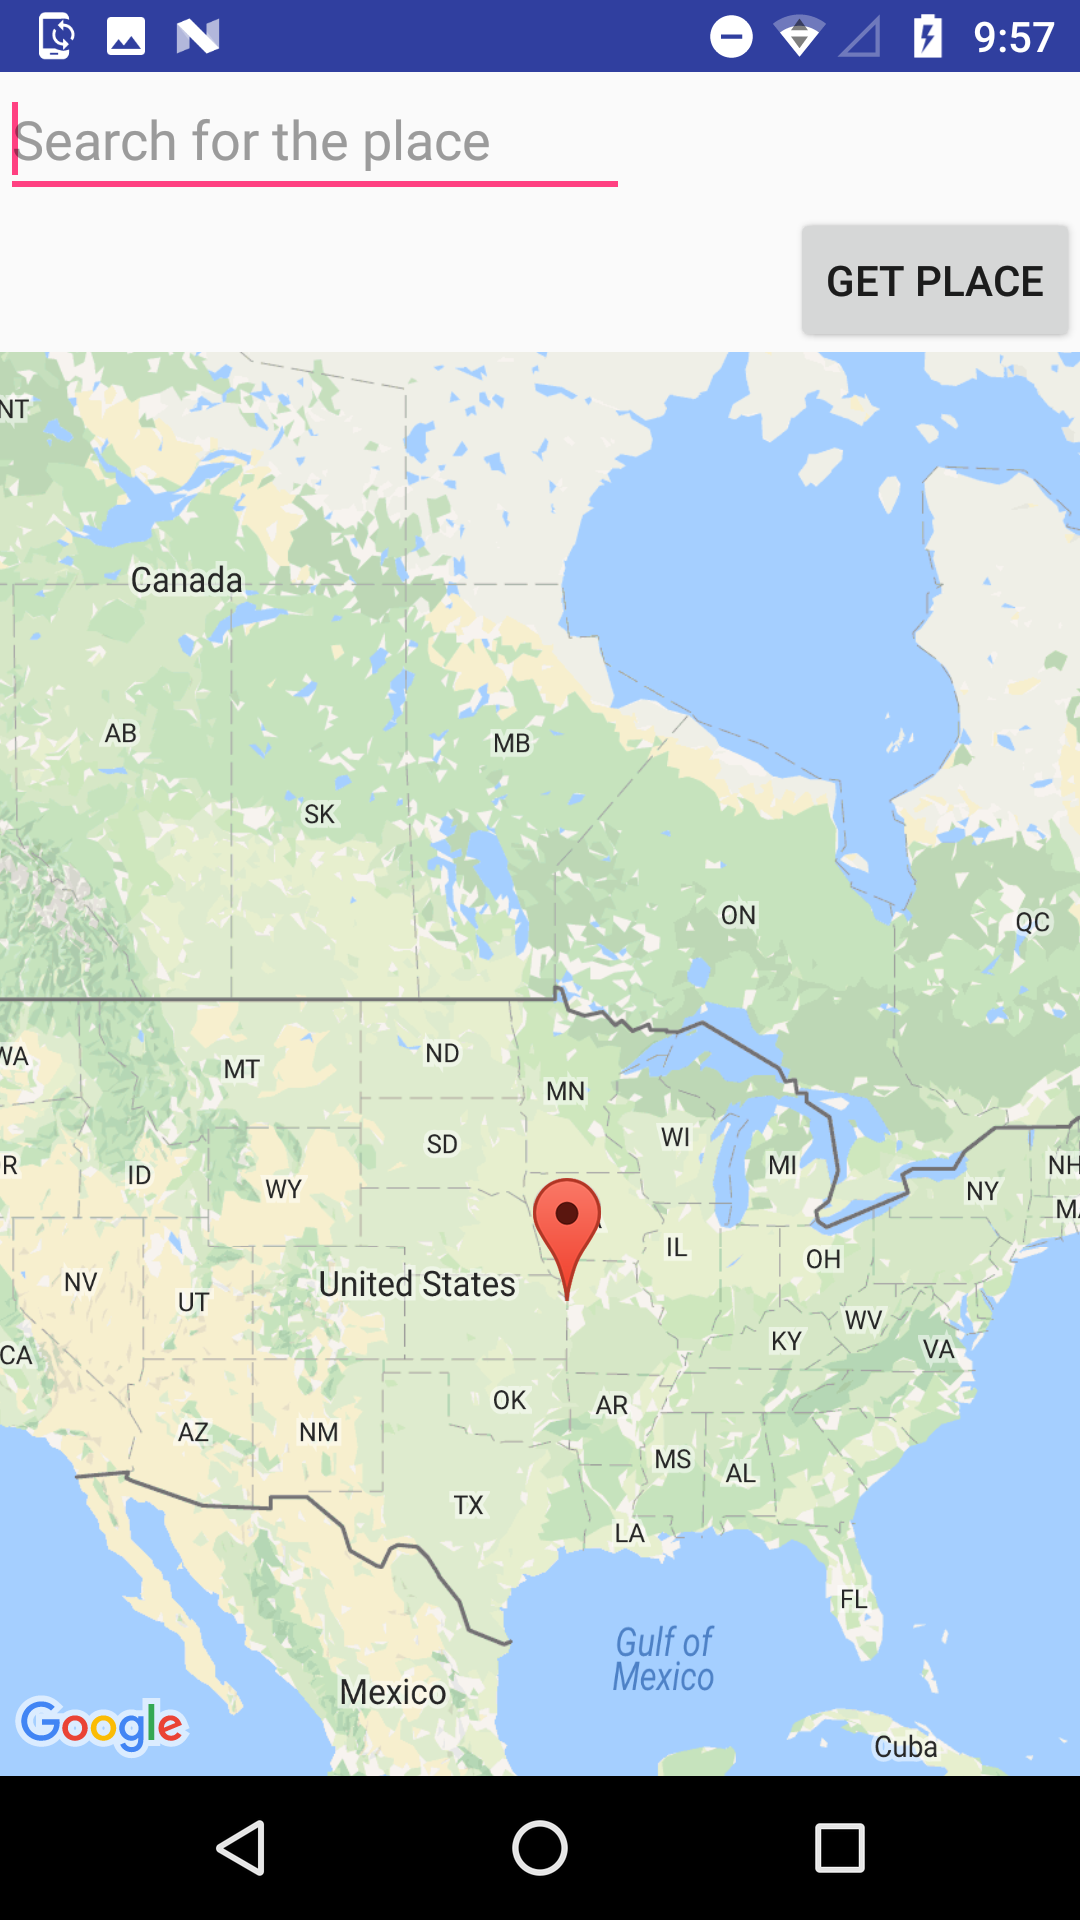 9:57
Search for the place
GET PLACE
NT
Canada
AB
MB
SK
ON
QC
WA
ND
MT
MN
WI
SD
MI
NH
R
ID
WY
NY
MA
IL
OH
NV
United States
UT
WV
KY
VA
CA
OK
AR
AZ
NM
MS
AL
TX
LA
FL
Gulf of
Mexico
Mexico
Google
Cuba